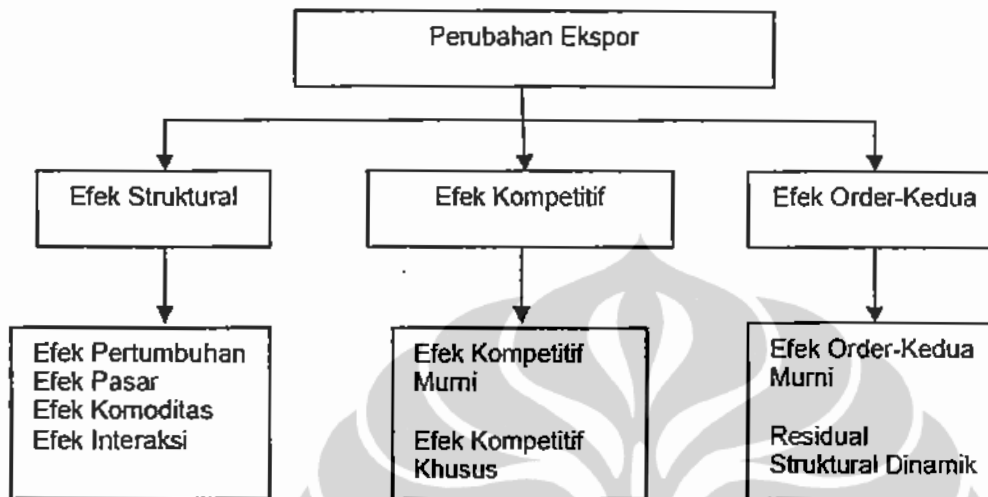 Perubahan Ekspor
Efek Struktural
Efek Kompetitif
Efek Order-Kedua
Efek Pertumbuhan
Efek Pasar
Efek Komoditas
Efek Interaksi
Efek Kompetitif
Murni
Efek Kompetitif
Khusus
Efek Order-Kedua
Murni
Residual
Struktural Dinamik